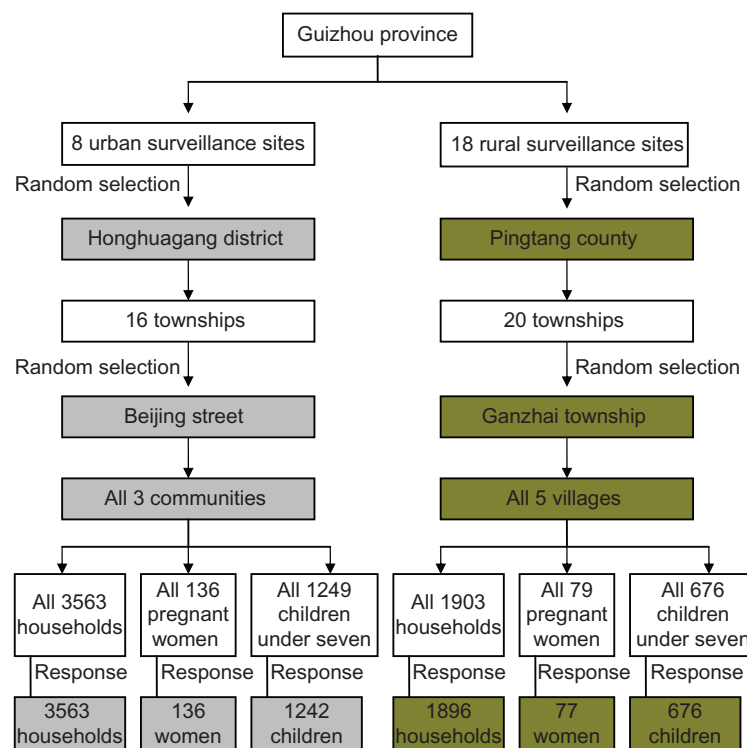 Guizhou province
8 urban surveillance sites
18 rural surveillance sites
Random selection
Random selection
Honghuagang district
Pingtang county
16 townships
20 townships
Random selection
Random selection
Beijing street
Ganzhai township
All 3 communities
All 5 villages
All 3563
households
All 136
pregnant
women
All 1249
children
under seven
All 1903
households
All 79
pregnant
women
All 676
children
under seven
Response
Response
Response
Response
Response
Response
3563
households
136
women
1242
children
1896
households
77
women
676
children